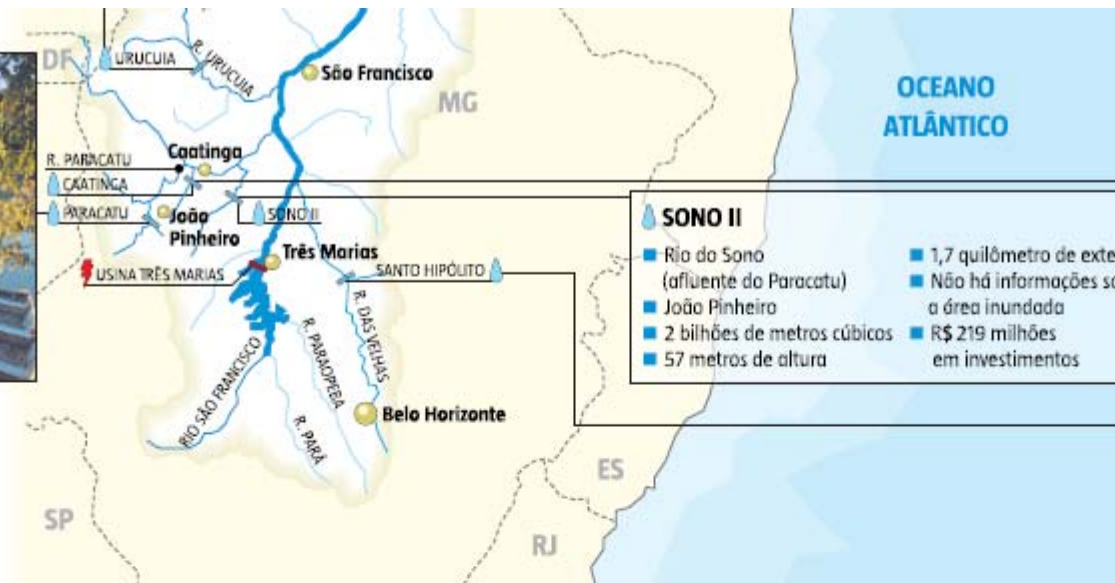 DF
URUCUIA
R. URUCUIA
São Francisco
MG
OCEANO
ATLÂNTICO
R. PARACATU
Caatinga
CAATINGA
PARACATU
João
Pinheiro
SONO II
Três Marias
USINA TRÊS MARIAS
SANTO HIPÓLITO
SONO II
Rio do Sono
(afluente do Paracatu)
João Pinheiro
2 bilhões de metros cúbicos
57 metros de altura
1,7 quilômetro de exte
Não há informações so
a área inundada
R$ 219 milhões
em investimentos
RIO SÃO FRANCISCO
R. PARAOPEBA
R. DAS VELHAS
R. PARÁ
Belo Horizonte
ES
SP
RJ